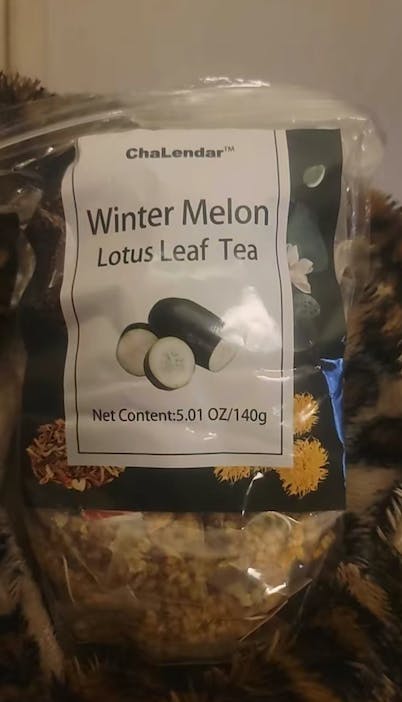 ChaLendar™
Winter Melon
Lotus Leaf Tea
Net Content:5.01 OZ/140g